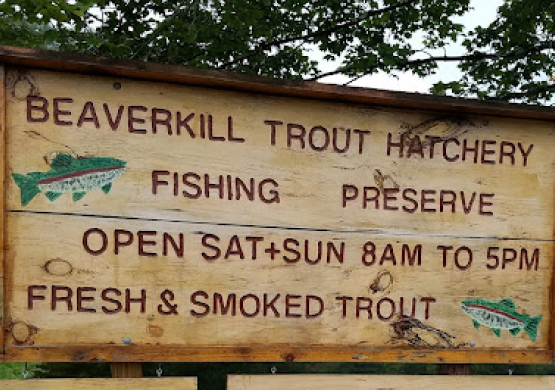 BEAVERKILL TROUT HATCHERY
FISHING PRESERVE
OPEN SAT+SUN 8AM TO 5PM
FRESH & SMOKED TROUT